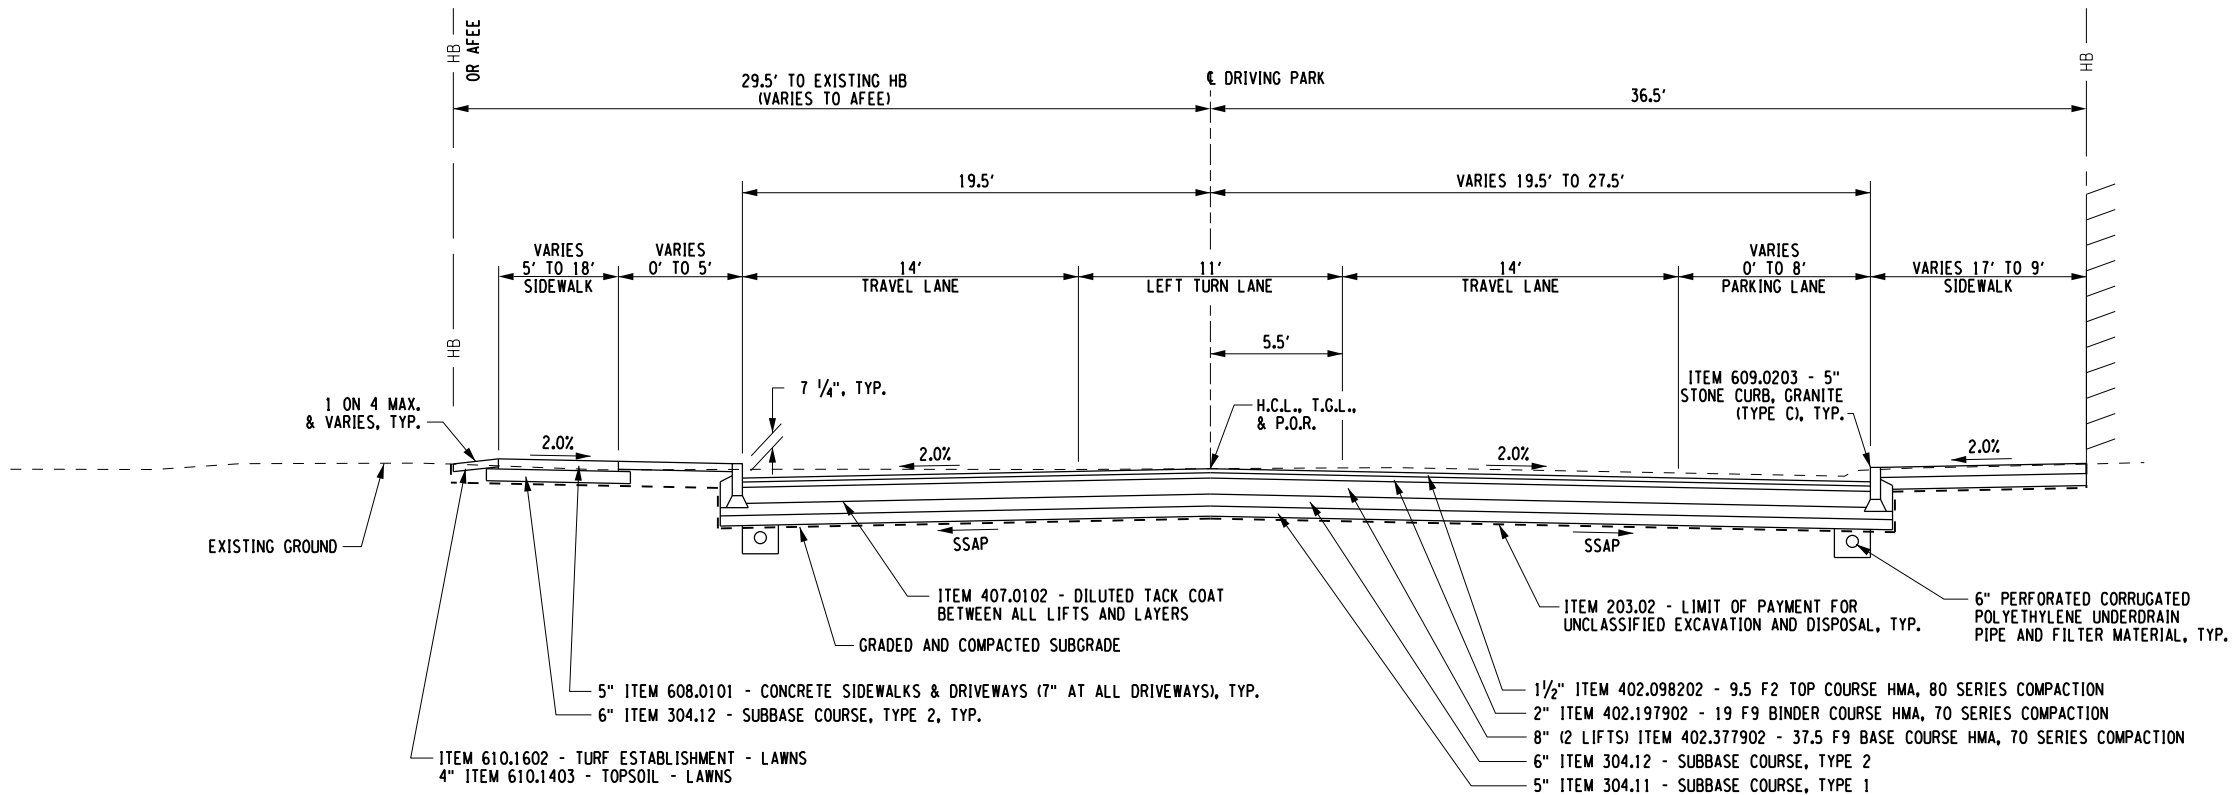 HB
OR AFEE
HB
29.5' TO EXISTING HB
(VARIES TO AFEE)
℄ DRIVING PARK
36.5'
19.5'
VARIES 19.5' TO 27.5'
VARIES
5' TO 18'
SIDEWALK
VARIES
0' TO 5'
14'
TRAVEL LANE
11'
LEFT TURN LANE
14'
TRAVEL LANE
VARIES
0' TO 8'
PARKING LANE
VARIES 17' TO 9'
SIDEWALK
HB
5.5'
7 1/4", TYP.
1 ON 4 MAX.
& VARIES, TYP.
H.C.L., T.G.L.,
& P.O.R.
ITEM 609.0203 - 5"
STONE CURB, GRANITE
(TYPE C), TYP.
2.0%
2.0%
2.0%
2.0%
EXISTING GROUND
SSAP
SSAP
ITEM 407.0102 - DILUTED TACK COAT
BETWEEN ALL LIFTS AND LAYERS
GRADED AND COMPACTED SUBGRADE
ITEM 203.02 - LIMIT OF PAYMENT FOR
UNCLASSIFIED EXCAVATION AND DISPOSAL, TYP.
6" PERFORATED CORRUGATED
POLYETHYLENE UNDERDRAIN
PIPE AND FILTER MATERIAL, TYP.
5" ITEM 608.0101 - CONCRETE SIDEWALKS & DRIVEWAYS (7" AT ALL DRIVEWAYS), TYP.
6" ITEM 304.12 - SUBBASE COURSE, TYPE 2, TYP.
ITEM 610.1602 - TURF ESTABLISHMENT - LAWNS
4" ITEM 610.1403 - TOPSOIL - LAWNS
1 1/2" ITEM 402.098202 - 9.5 F2 TOP COURSE HMA, 80 SERIES COMPACTION
2" ITEM 402.197902 - 19 F9 BINDER COURSE HMA, 70 SERIES COMPACTION
8" (2 LIFTS) ITEM 402.377902 - 37.5 F9 BASE COURSE HMA, 70 SERIES COMPACTION
6" ITEM 304.12 - SUBBASE COURSE, TYPE 2
5" ITEM 304.11 - SUBBASE COURSE, TYPE 1